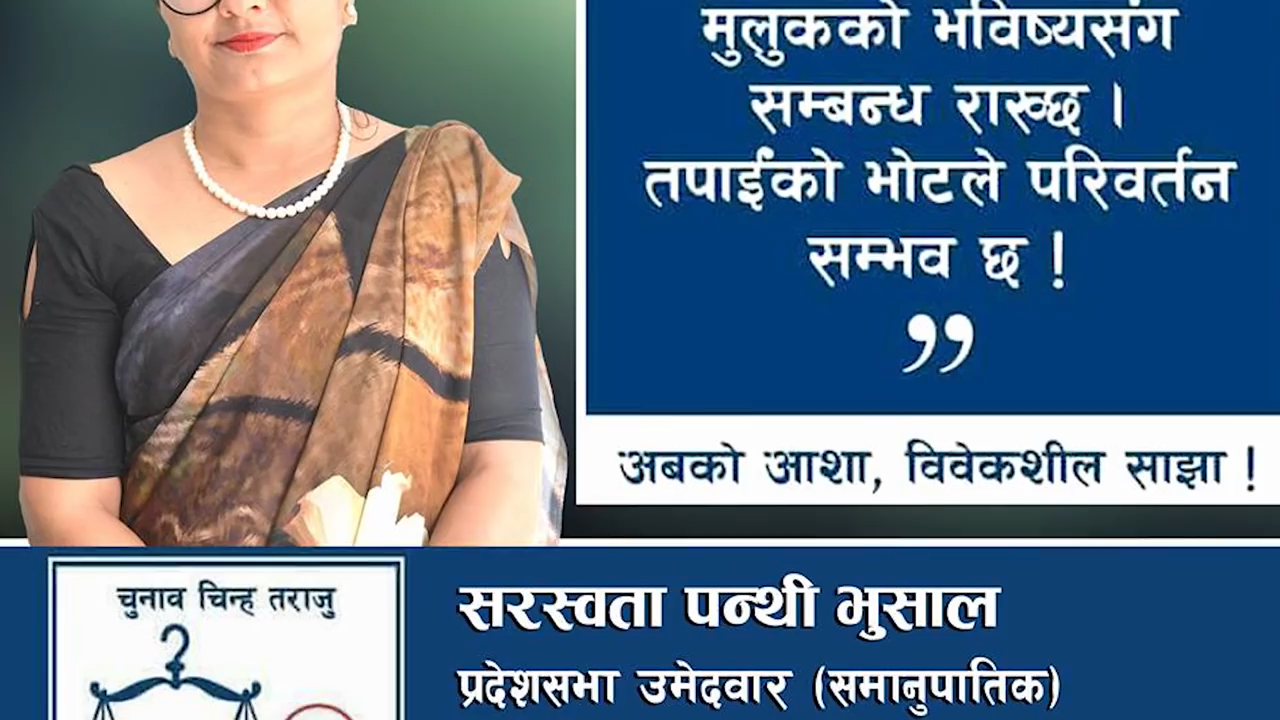 मुलुकको भविष्यसंग
सम्बन्ध राख्छ ।
तपाईंको भोटले परिवर्तन
सम्भव छ !
”
अबको आशा, विवेकशील साझा !
चुनाव चिन्ह तराजु
सरस्वता पन्थी भुसाल
प्रदेशसभा उमेदवार (समानुपातिक)